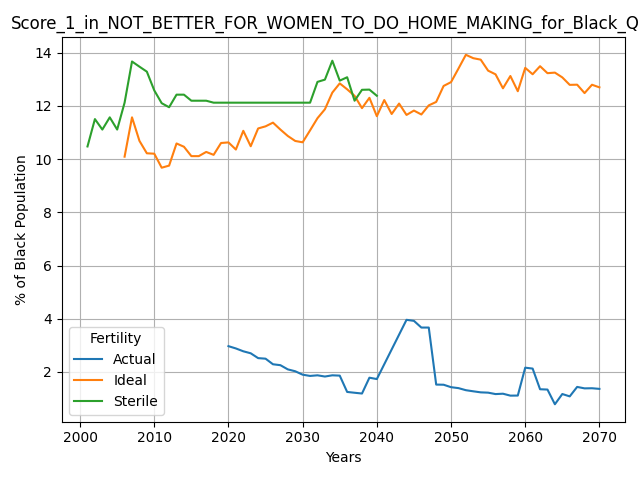 Score_1_in_NOT_BETTER_FOR_WOMEN_TO_DO_HOME_MAKING_for_Black_Q
14
12
10
8
6
4
2
% of Black Population
Fertility
Actual
Ideal
Sterile
2000 2010 2020 2030 2040 2050 2060 2070
Years